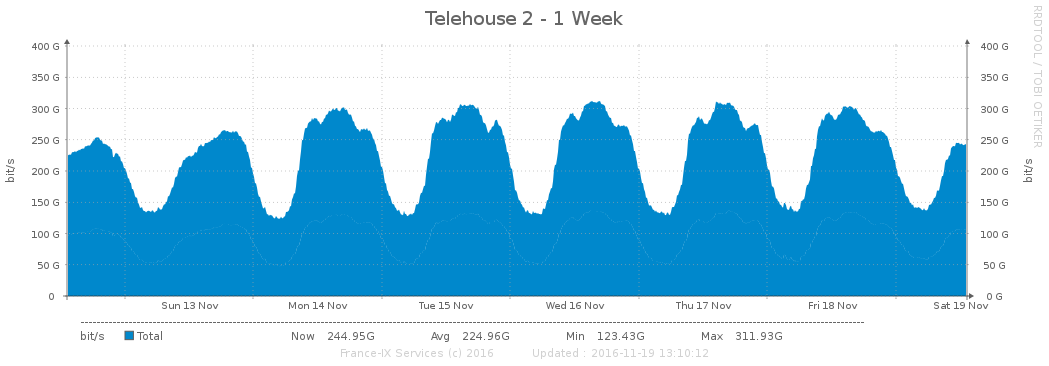 Telehouse 2 - 1 Week
RRDTOOL / TOBI OETIKER
400 G 400 G
350 G 350 G
300 G 300 G
250 G 250 G
200 G 200 G
150 G 150 G
100 G 100 G
50 G 50 G
0 0 G
bit/s
bit/s
Sun 13 Nov Mon 14 Nov Tue 15 Nov Wed 16 Nov Thu 17 Nov Fri 18 Nov Sat 19 Nov
bit/s Total Now 244.95G Avg 224.96G Min 123.43G Max 311.93G
France-IX Services (c) 2016 Updated : 2016-11-19 13:10:12